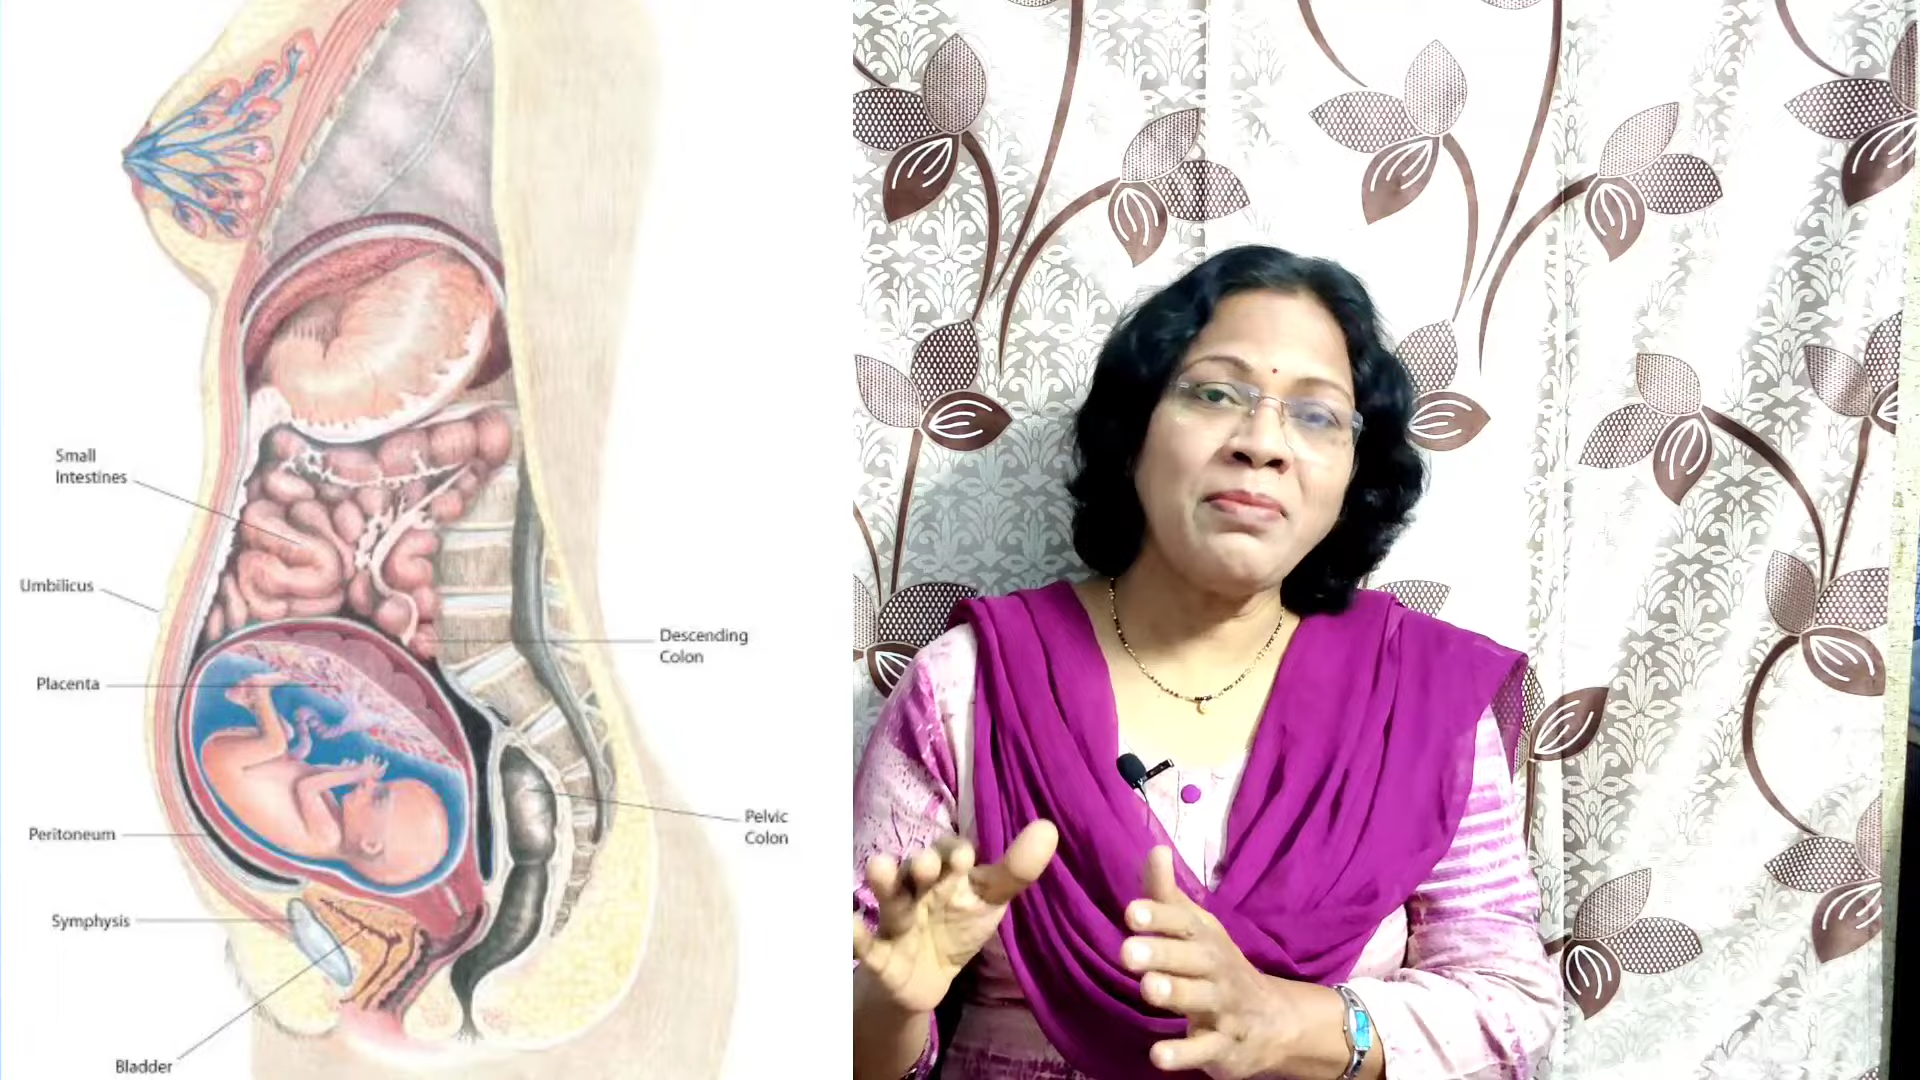 Small
Intestines
Umbilicus
Placenta
Peritoneum
Symphysis
Bladder
Descending
Colon
Pelvic
Colon